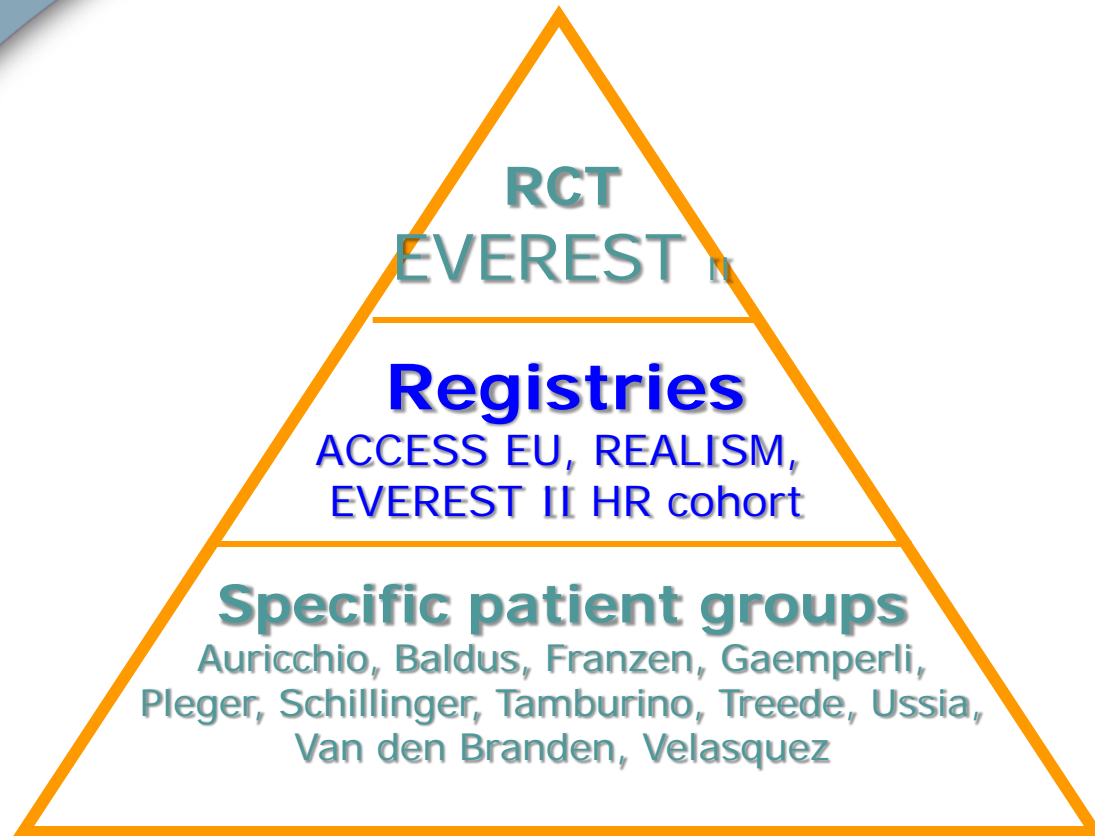 RCT
EVEREST II
Registries
ACCESS EU, REALISM,
EVEREST II HR cohort
Specific patient groups
Auricchio, Baldus, Franzen, Gaemperli,
Pleger, Schillinger, Tamburino, Treede, Ussia,
Van den Branden, Velasquez